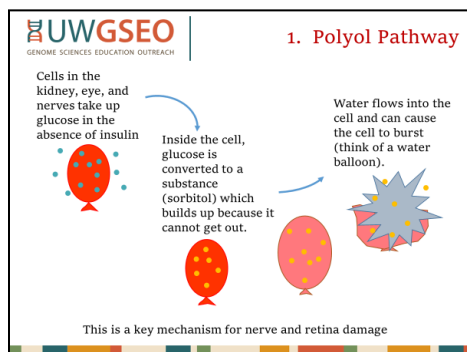 UWGSEO
GENOME SCIENCES EDUCATION OUTREACH
1. Polyol Pathway
Cells in the
kidney, eye, and
nerves take up
glucose in the
absence of insulin
Inside the cell,
glucose is
converted to a
substance
(sorbitol) which
builds up because it
cannot get out.
Water flows into the
cell and can cause
the cell to burst
(think of a water
balloon).
This is a key mechanism for nerve and retina damage